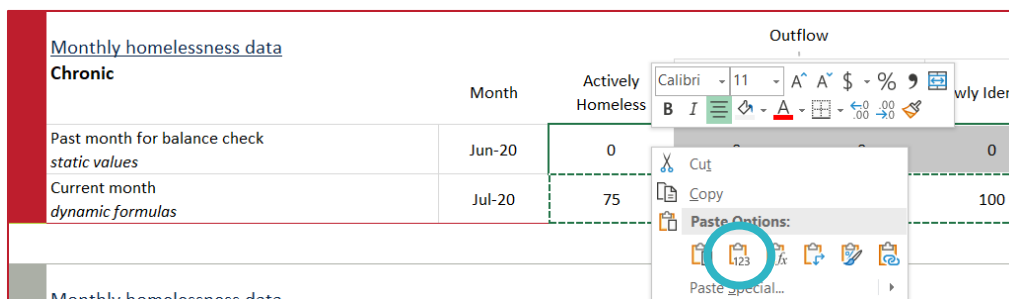 Outflow
Monthly homelessness data
Chronic
Month
Actively
Homeless
Calibri 11 A A $ % 9
wly Iden
B I A .00 .00
Past month for balance check
static values
Jun-20
0
0
Current month
dynamic formulas
Jul-20
75
100
Cut
Copy
Paste Options:
123
fx
Paste Special...
Monthly homelessness data